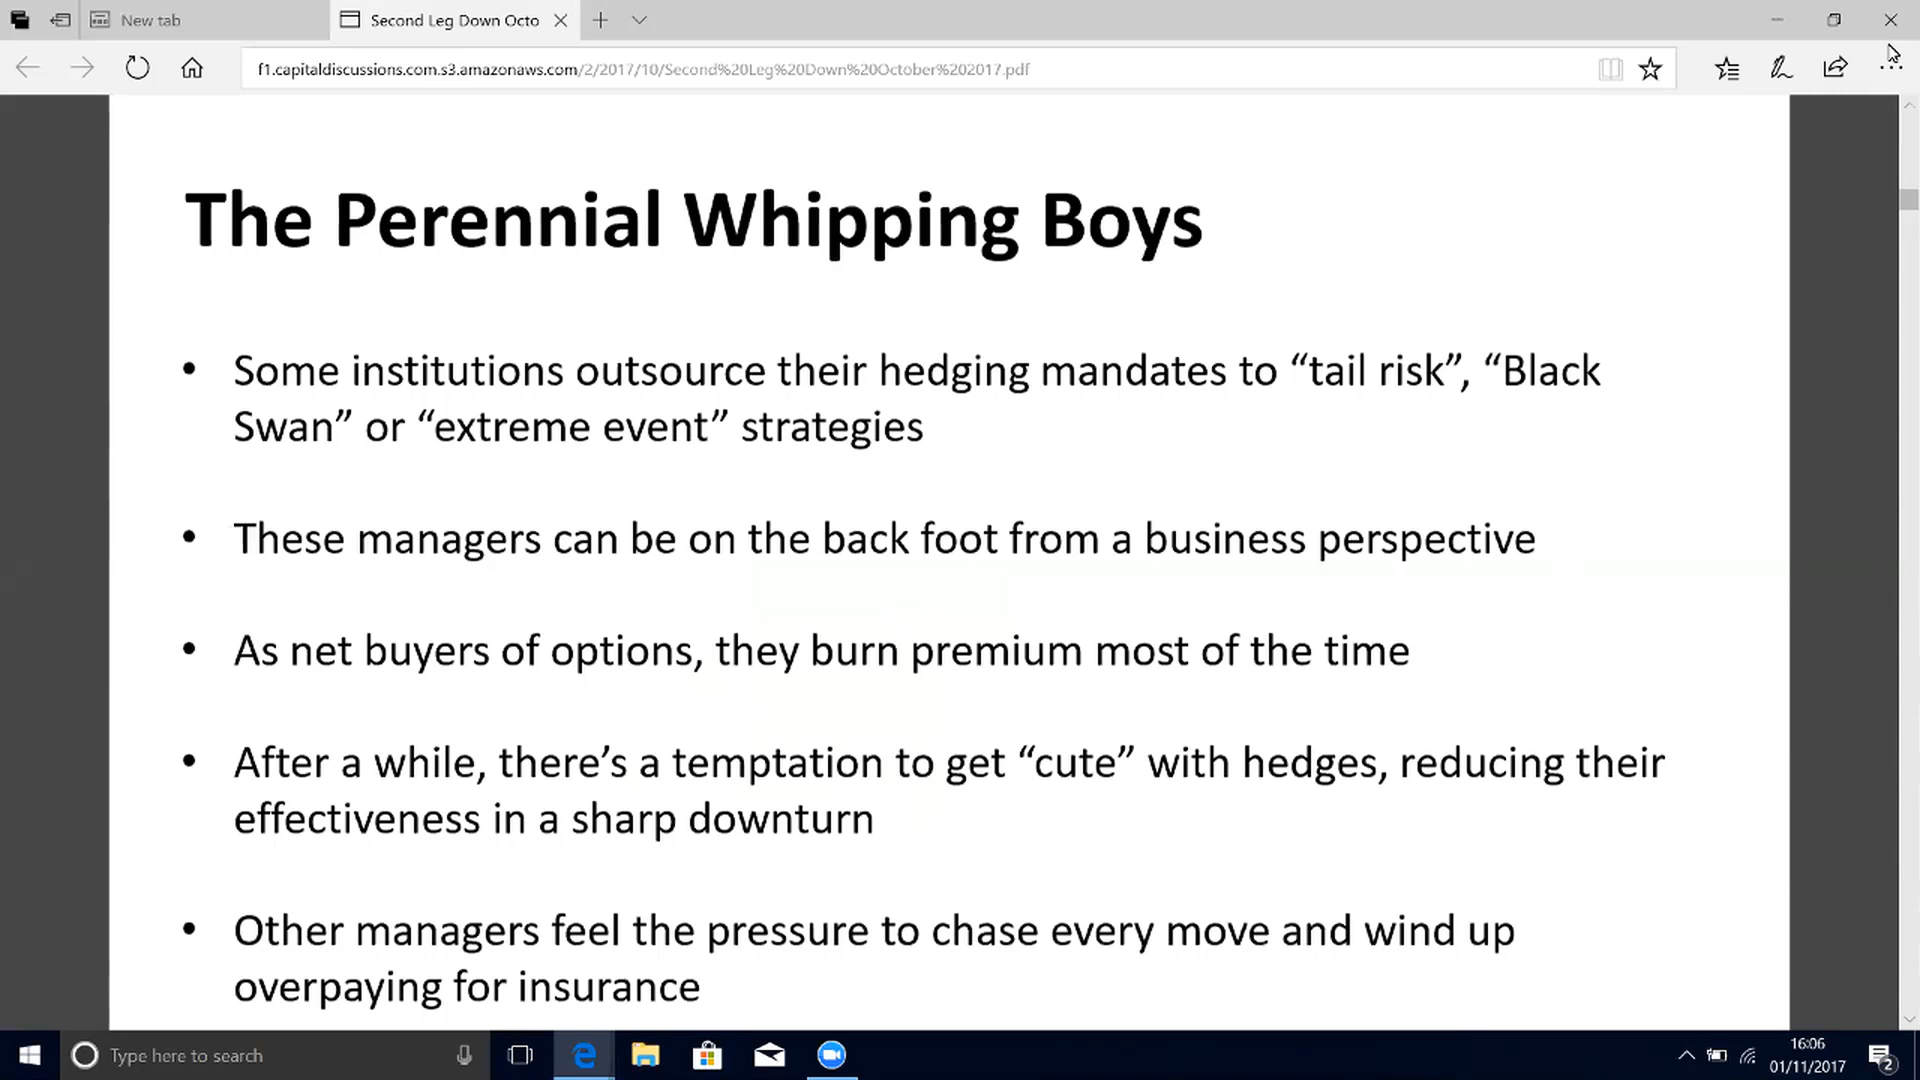 New tab
Second Leg Down Octo
f1.capitaldiscussions.com.s3.amazonaws.com/2/2017/10/Second%20Leg%20Down%20October%202017.pdf
The Perennial Whipping Boys
• Some institutions outsource their hedging mandates to “tail risk”, “Black
Swan” or “extreme event” strategies
• These managers can be on the back foot from a business perspective
• As net buyers of options, they burn premium most of the time
• After a while, there’s a temptation to get “cute” with hedges, reducing their
effectiveness in a sharp downturn
• Other managers feel the pressure to chase every move and wind up
overpaying for insurance
Type here to search
16:06
01/11/2017
2